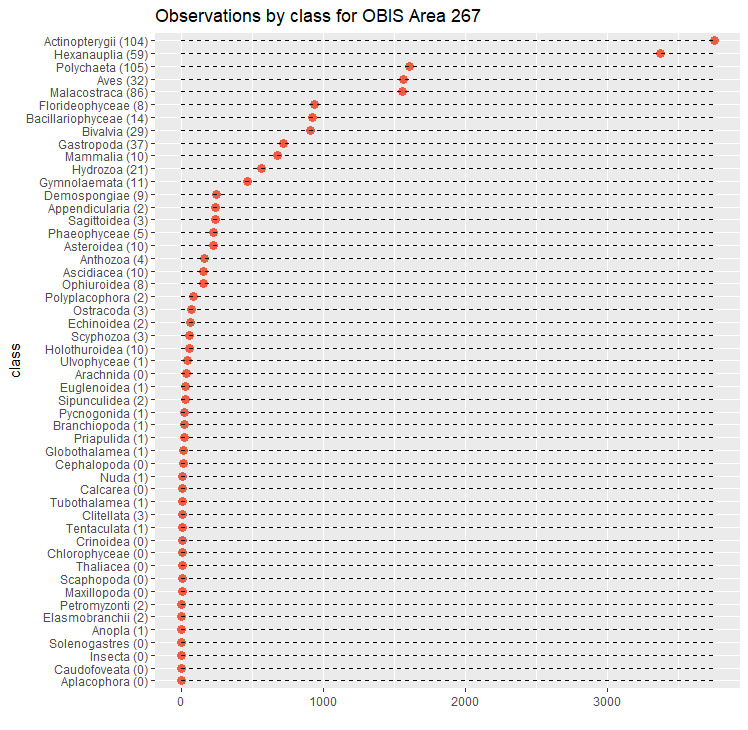 Observations by class for OBIS Area 267
Actinopterygii (104)
Hexanauplia (59)
Polychaeta (105)
Aves (32)
Malacostraca (86)
Florideophyceae (8)
Bacillariophyceae (14)
Bivalvia (29)
Gastropoda (37)
Mammalia (10)
Hydrozoa (21)
Gymnolaemata (11)
Demospongiae (9)
Appendicularia (2)
Sagittoidea (3)
Phaeophyceae (5)
Asteroidea (10)
Anthozoa (4)
Ascidiacea (10)
Ophiuroidea (8)
Polyplacophora (2)
Ostracoda (3)
Echinoidea (2)
Scyphozoa (3)
Holothuroidea (10)
Ulvophyceae (1)
Arachnida (0)
Euglenoidea (1)
Sipunculidea (2)
Pycnogonida (1)
Branchiopoda (1)
Priapulida (1)
Globothalamea (1)
Cephalopoda (0)
Nuda (1)
Calcarea (0)
Tubothalamea (1)
Clitellata (3)
Tentaculata (1)
Crinoidea (0)
Chlorophyceae (0)
Thaliacea (0)
Scaphopoda (0)
Maxillopoda (0)
Petromyzonti (2)
Elasmobranchii (2)
Anopla (1)
Solenogastres (0)
Insecta (0)
Caudofoveata (0)
Aplacophora (0)
class
0 1000 2000 3000